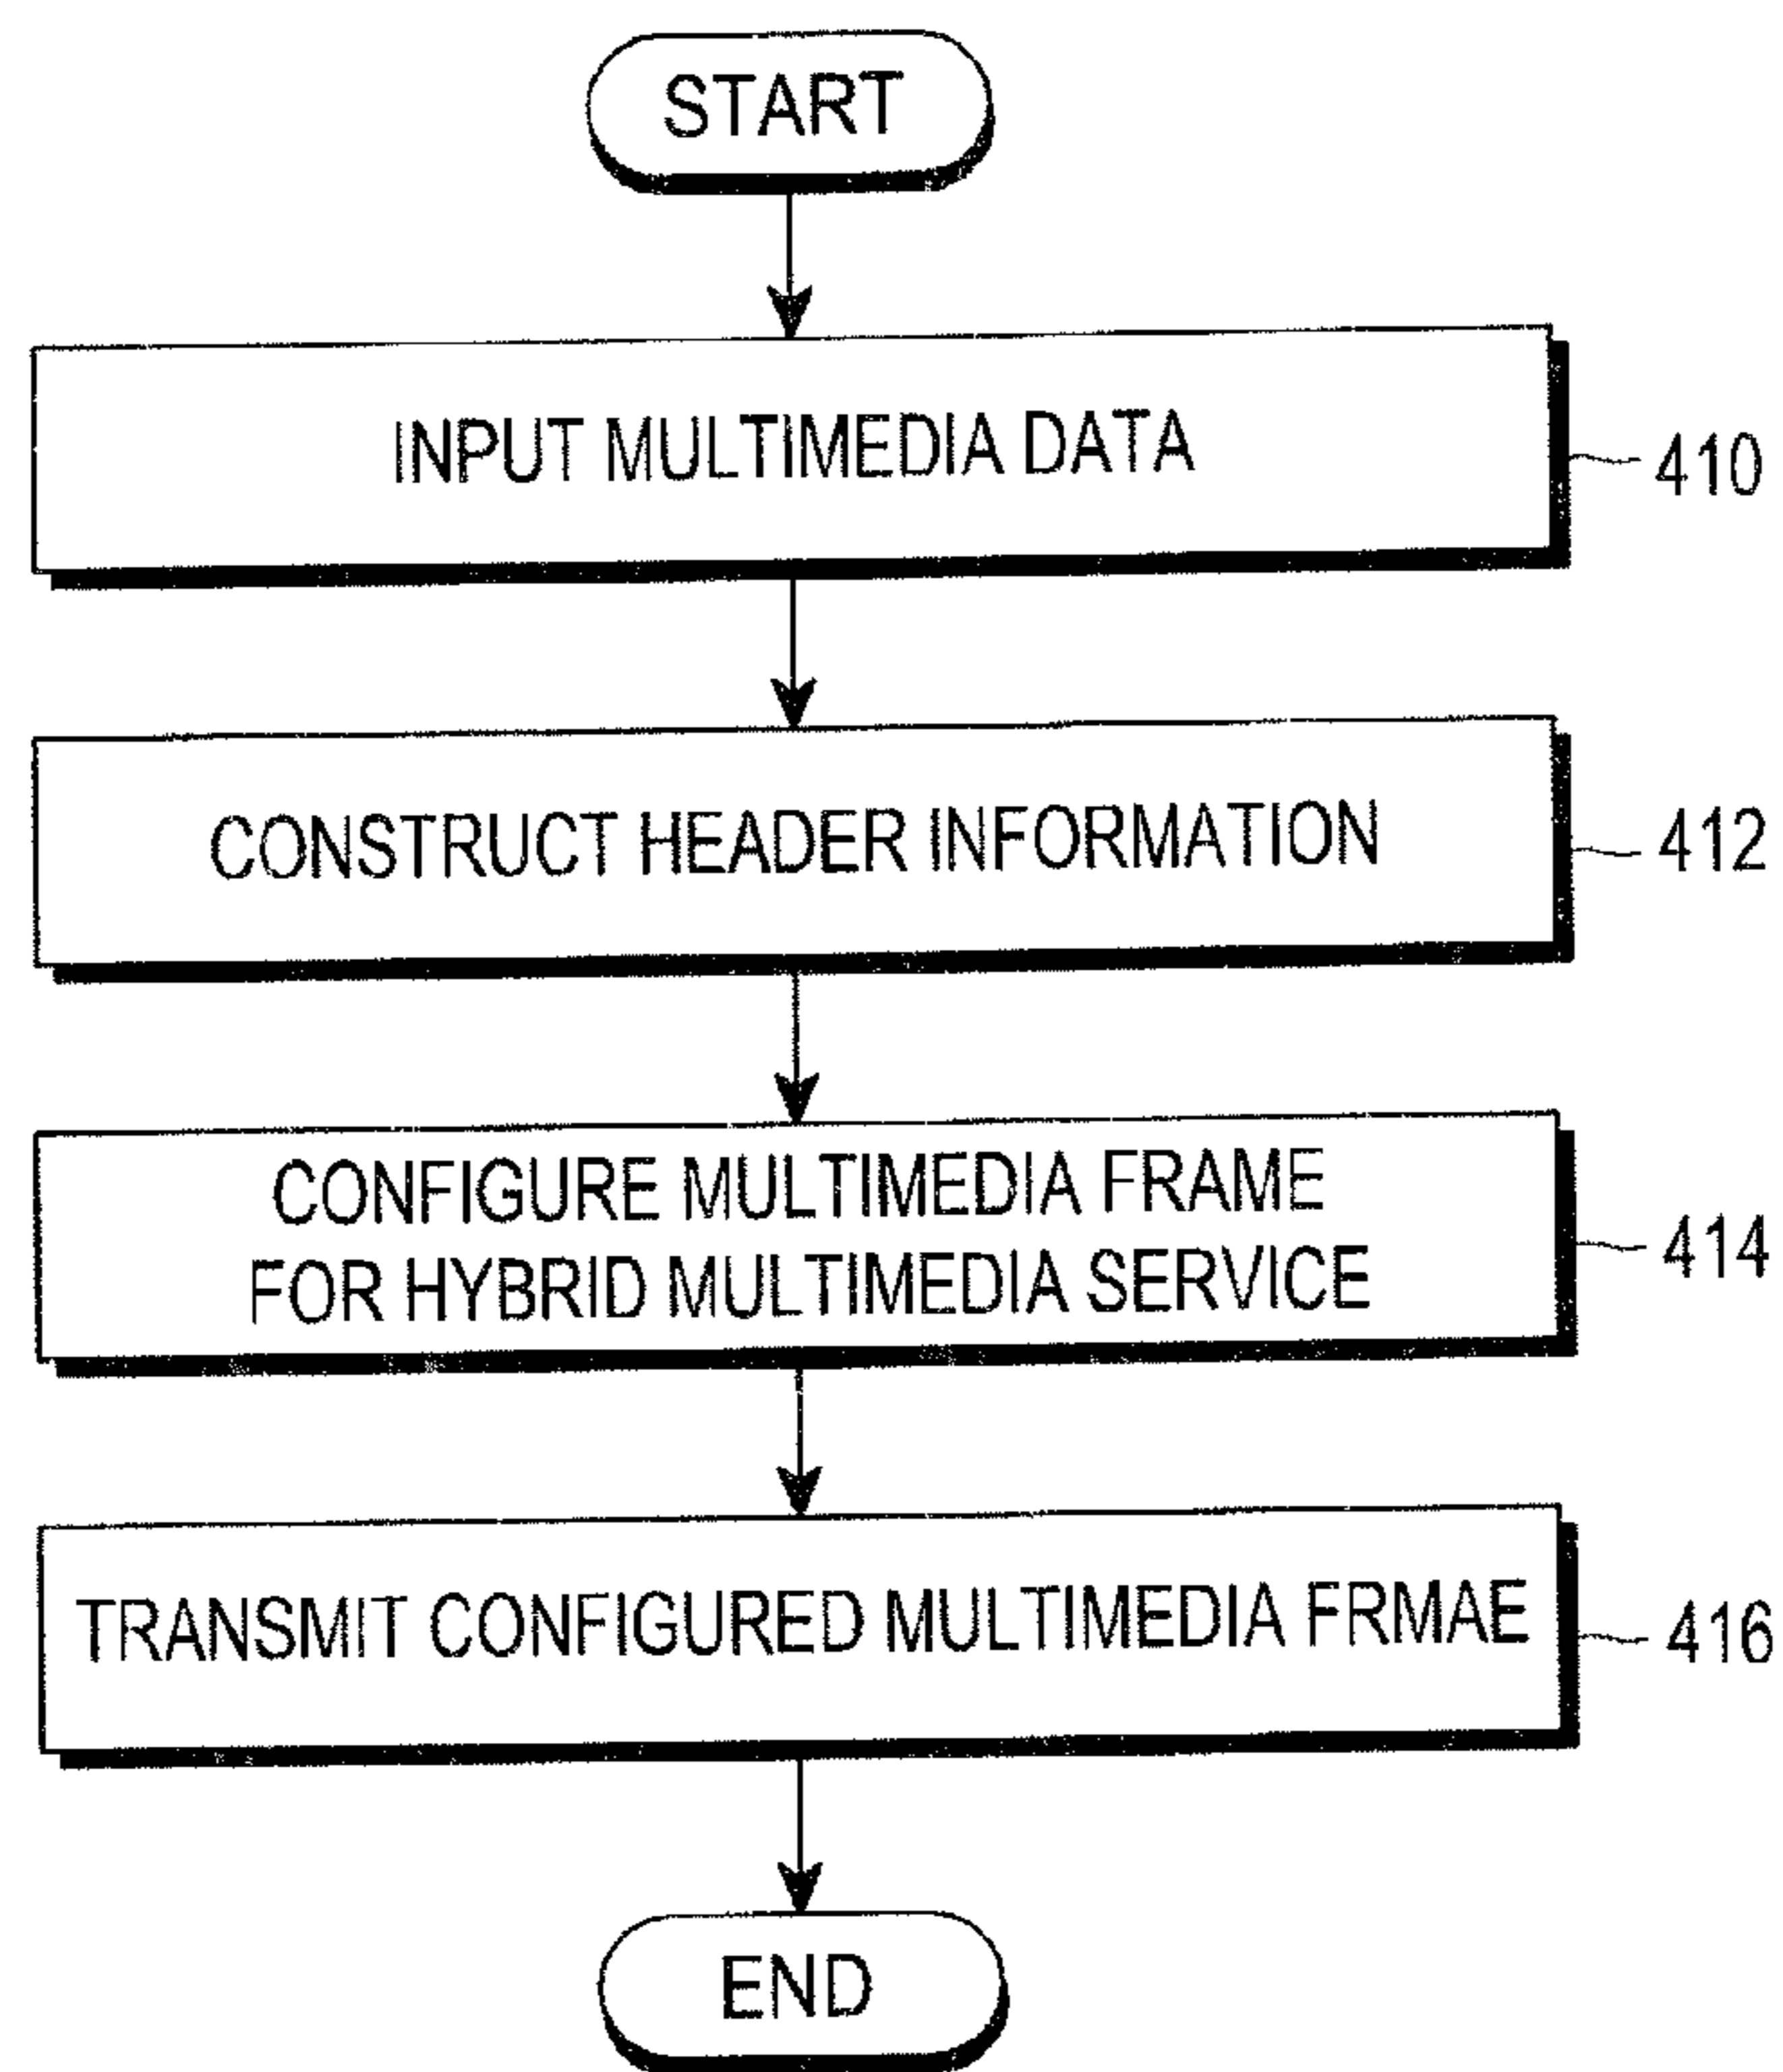 START
INPUT MULTIMEDIA DATA
410
CONSTRUCT HEADER INFORMATION
412
CONFIGURE MULTIMEDIA FRAME
FOR HYBRID MULTIMEDIA SERVICE
414
TRANSMIT CONFIGURED MULTIMEDIA FRMAE
416
END